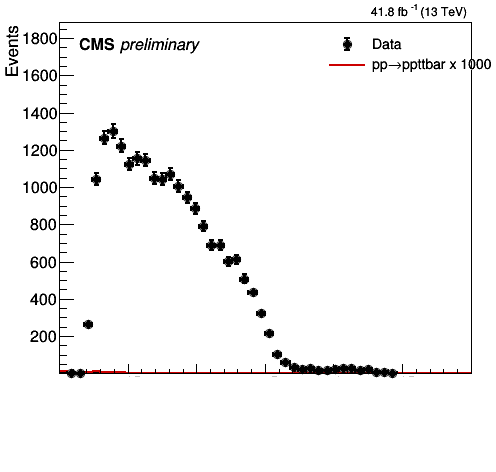 41.8 fb⁻¹ (13 TeV)
Events
CMS preliminary
Data
pp→ppttbar x 1000
1800
1600
1400
1200
1000
800
600
400
200